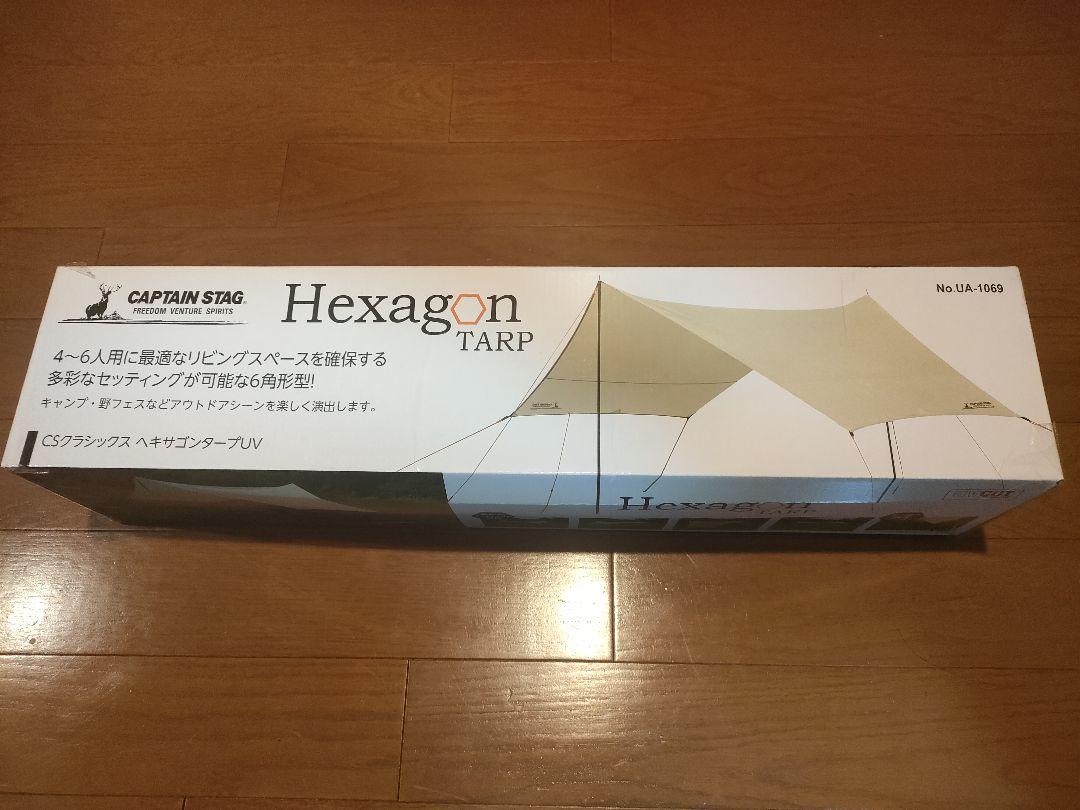 CAPTAIN STAG
FREEDOM VENTURE SPIRITS
Hexagon
TARP
No.UA-1069
4〜6人用に最適なリビングスペースを確保する
多彩なセッティングが可能な6角形型!
キャンプ・野フェスなどアウトドアシーンを楽しく演出します。
CSクラシックス ヘキサゴンタープUV
Hexagon
TARP
CUT